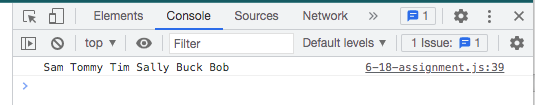 Elements Console Sources Network » 1
top Filter Default levels 1 Issue: 1
Sam Tommy Tim Sally Buck Bob 6-18-assignment.js:39
>